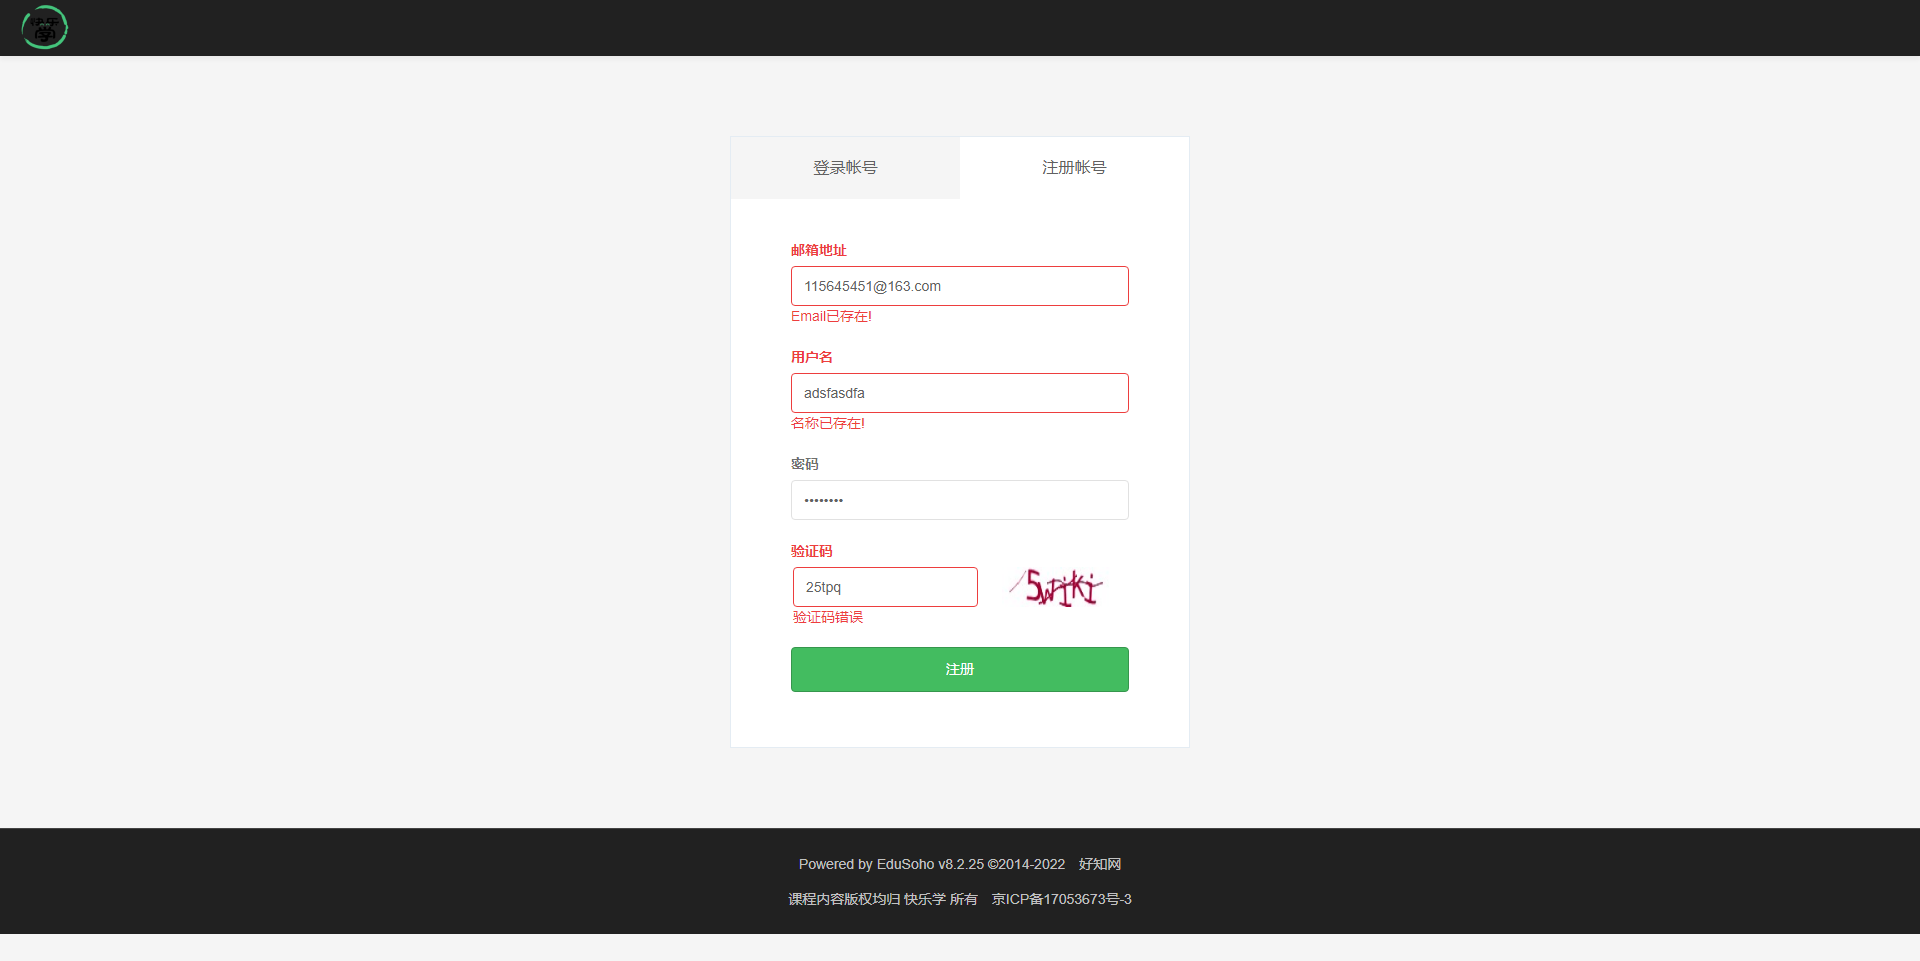 快乐
学
登录帐号
注册帐号
邮箱地址
115645451@163.com
Email已存在!
用户名
adsfasdfa
名称已存在!
密码
••••••••
验证码
25tpq
5wiki
验证码错误
注册
Powered by EduSoho v8.2.25 ©2014-2022 好知网
课程内容版权均归 快乐学 所有 京ICP备17053673号-3